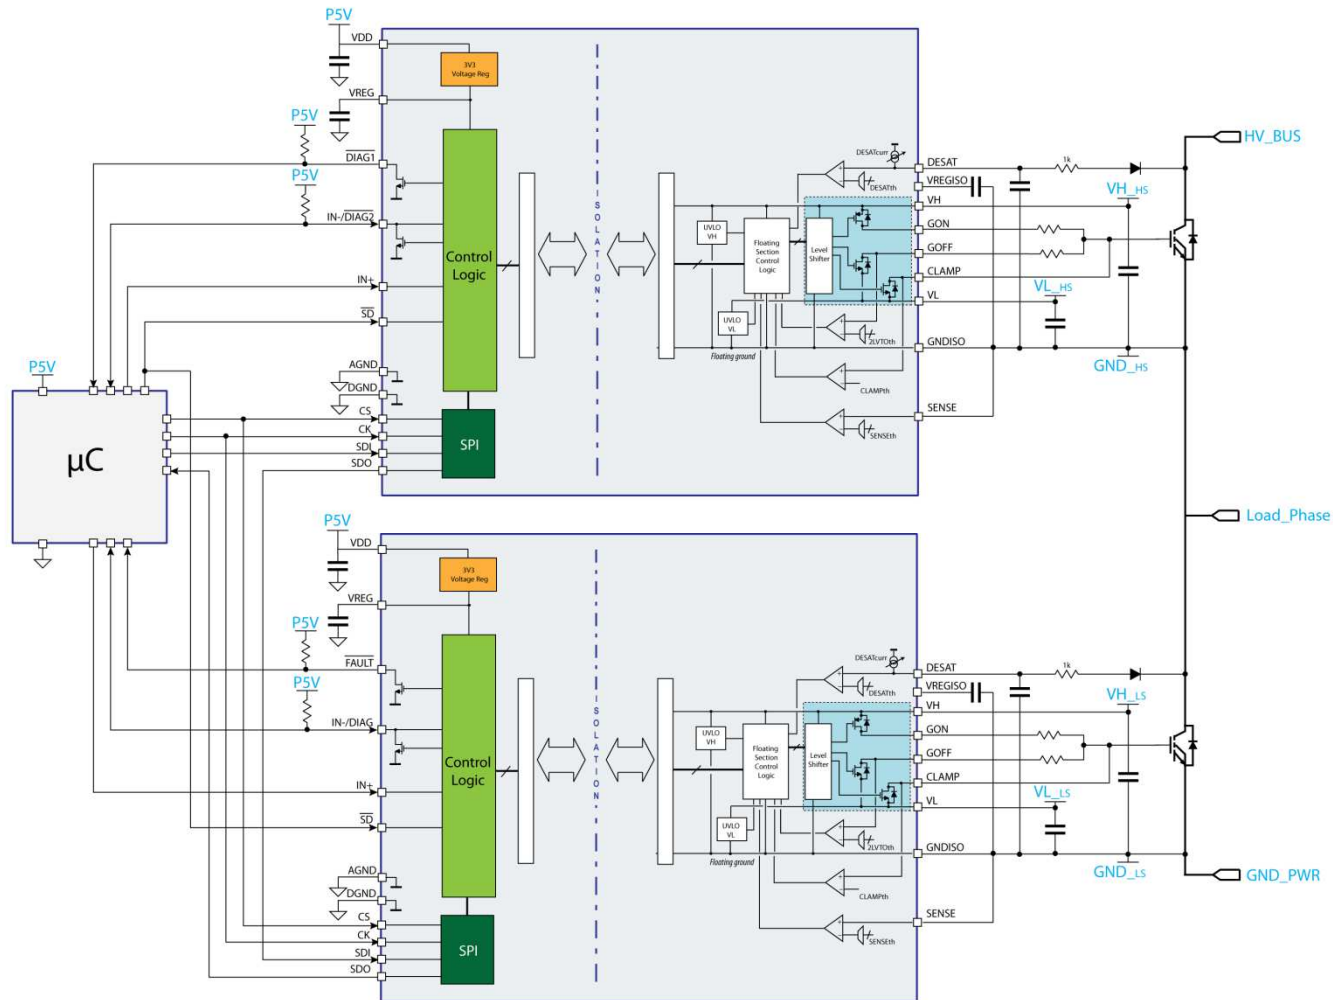 P5V
VDD
3V3
Voltage Reg
VREG
P5V
DIAG1
P5V
IN-/DIAG2
Control
Logic
IN+
SD
AGND
DGND
CS
CK
SDI
SDO
SPI
ISOLATION
DESATcurr
DESATth
UVLO
VH
Floating
Section
Control
Logic
Level
Shifter
UVLO
VL
2LVTOth
Floating ground
CLAMPth
SENSEth
DESAT
VREGISO
VH
GON
GOFF
CLAMP
VL
GNDISO
SENSE
1k
HV_BUS
VH_HS
VL_HS
GND_HS
P5V
µC
Load_Phase
P5V
VDD
3V3
Voltage Reg
VREG
P5V
FAULT
P5V
IN-/DIAG
Control
Logic
IN+
SD
AGND
DGND
CS
CK
SDI
SDO
SPI
ISOLATION
DESATcurr
DESATth
UVLO
VH
Floating
Section
Control
Logic
Level
Shifter
UVLO
VL
2LVTOth
Floating ground
CLAMPth
SENSEth
DESAT
VREGISO
VH
GON
GOFF
CLAMP
VL
GNDISO
SENSE
1k
VH_LS
VL_LS
GND_LS
GND_PWR